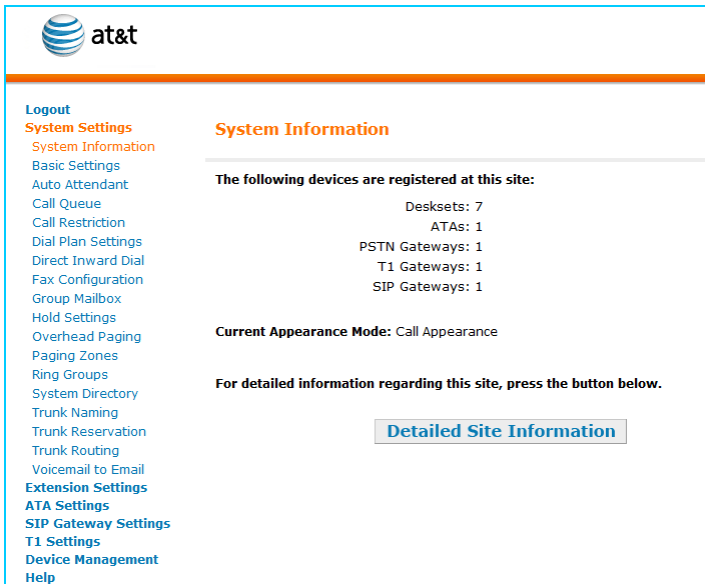 at&t
Logout
System Settings
System Information
Basic Settings
Auto Attendant
Call Queue
Call Restriction
Dial Plan Settings
Direct Inward Dial
Fax Configuration
Group Mailbox
Hold Settings
Overhead Paging
Paging Zones
Ring Groups
System Directory
Trunk Naming
Trunk Reservation
Trunk Routing
Voicemail to Email
Extension Settings
ATA Settings
SIP Gateway Settings
T1 Settings
Device Management
Help
System Information
The following devices are registered at this site:
Desksets: 7
ATAs: 1
PSTN Gateways: 1
T1 Gateways: 1
SIP Gateways: 1
Current Appearance Mode: Call Appearance
For detailed information regarding this site, press the button below.
Detailed Site Information